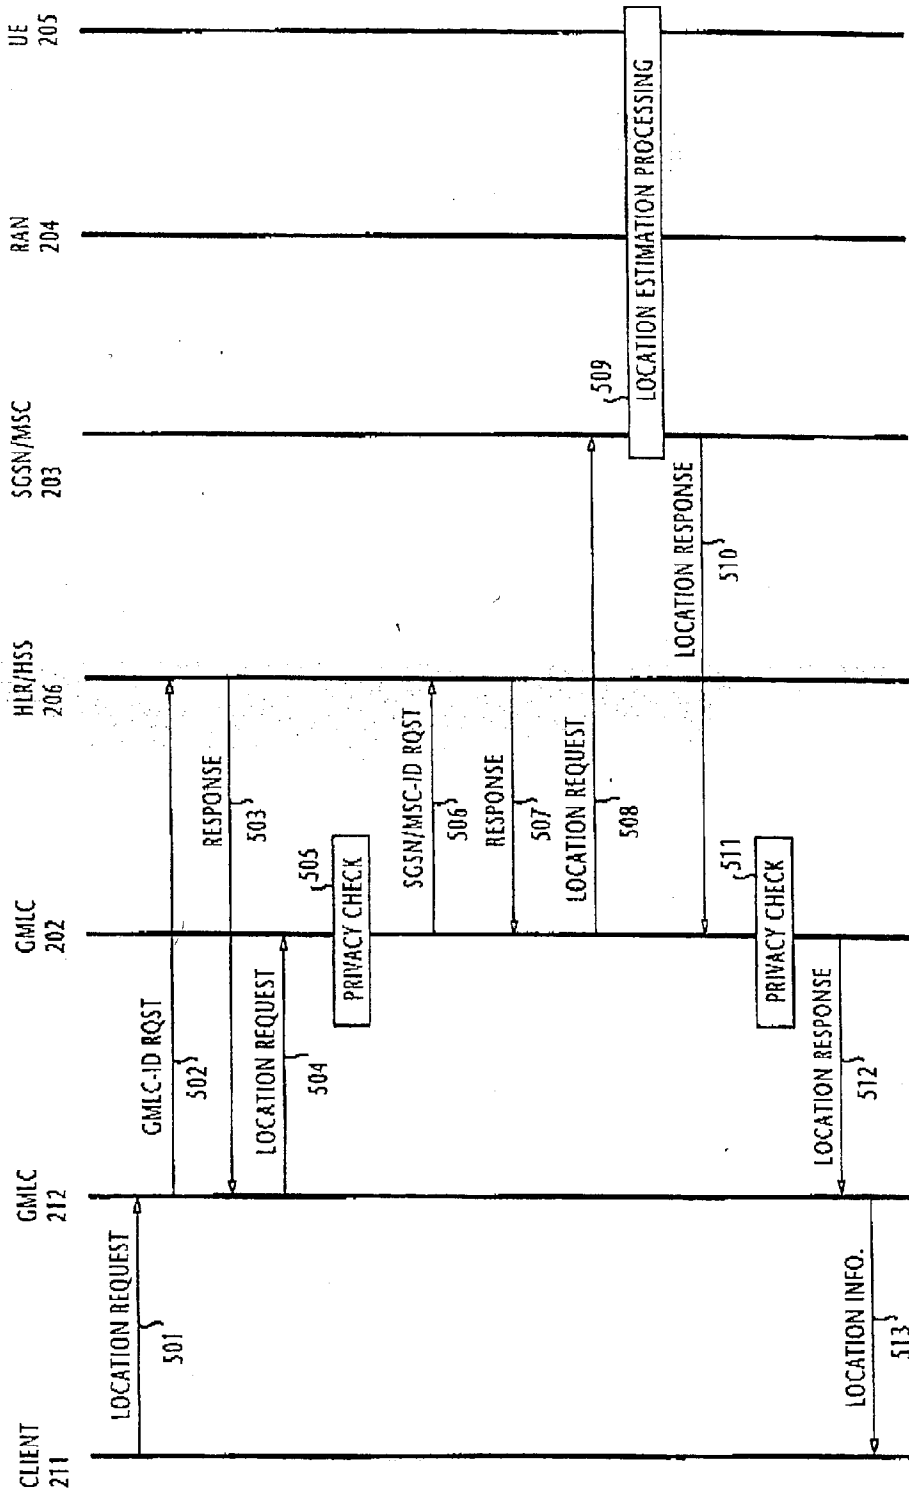 CLIENT
211
GMLC
212
GMLC
202
HLR/HSS
206
SGSN/MSC
203
RAN
204
UE
205
LOCATION REQUEST
501
GMLC-ID RQST
502
RESPONSE
503
LOCATION REQUEST
504
505
PRIVACY CHECK
SGSN/MSC-ID RQST
506
RESPONSE
507
LOCATION REQUEST
508
509
LOCATION ESTIMATION PROCESSING
LOCATION RESPONSE
510
511
PRIVACY CHECK
LOCATION RESPONSE
512
LOCATION INFO.
513